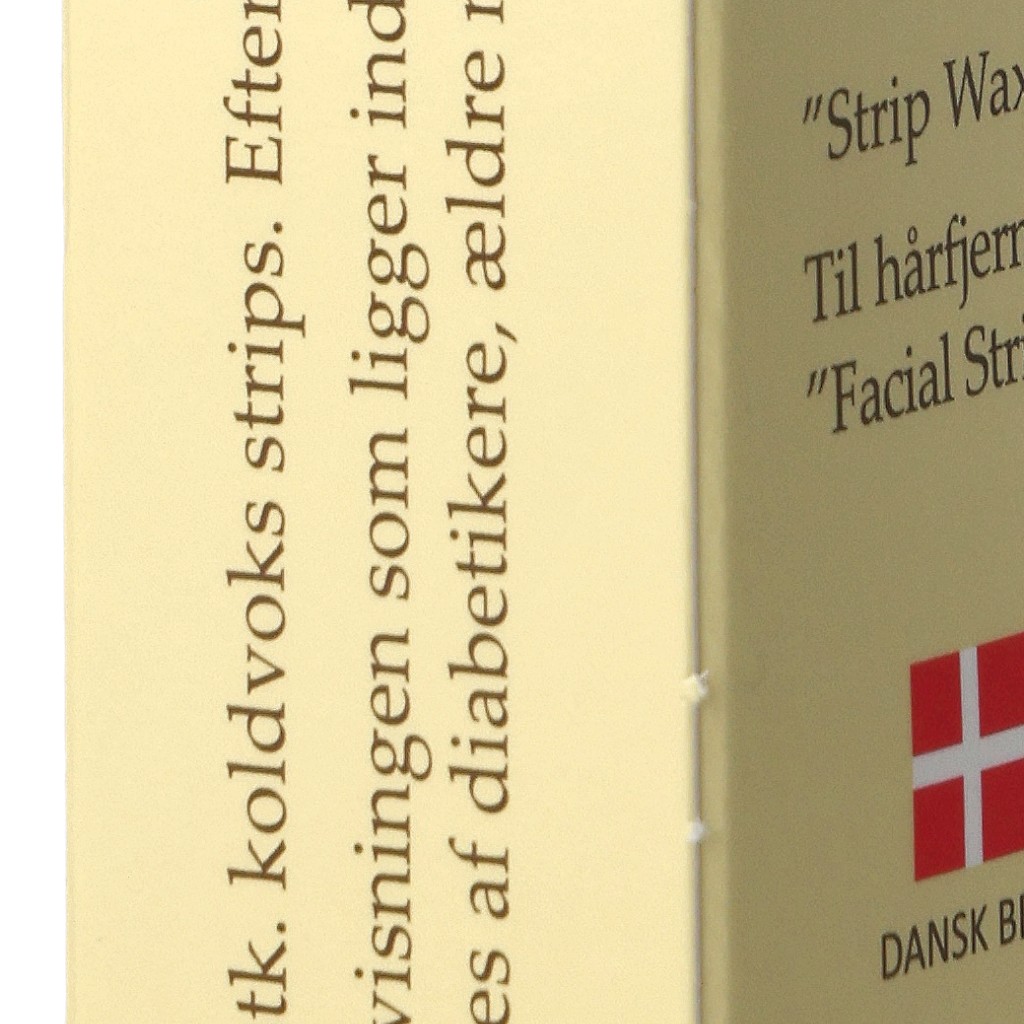 tk. koldvoks strips. Efter
visningen som ligger ind
es af diabetikere, ældre
"Strip Wax
Til hårfjern
"Facial Stri
DANSK